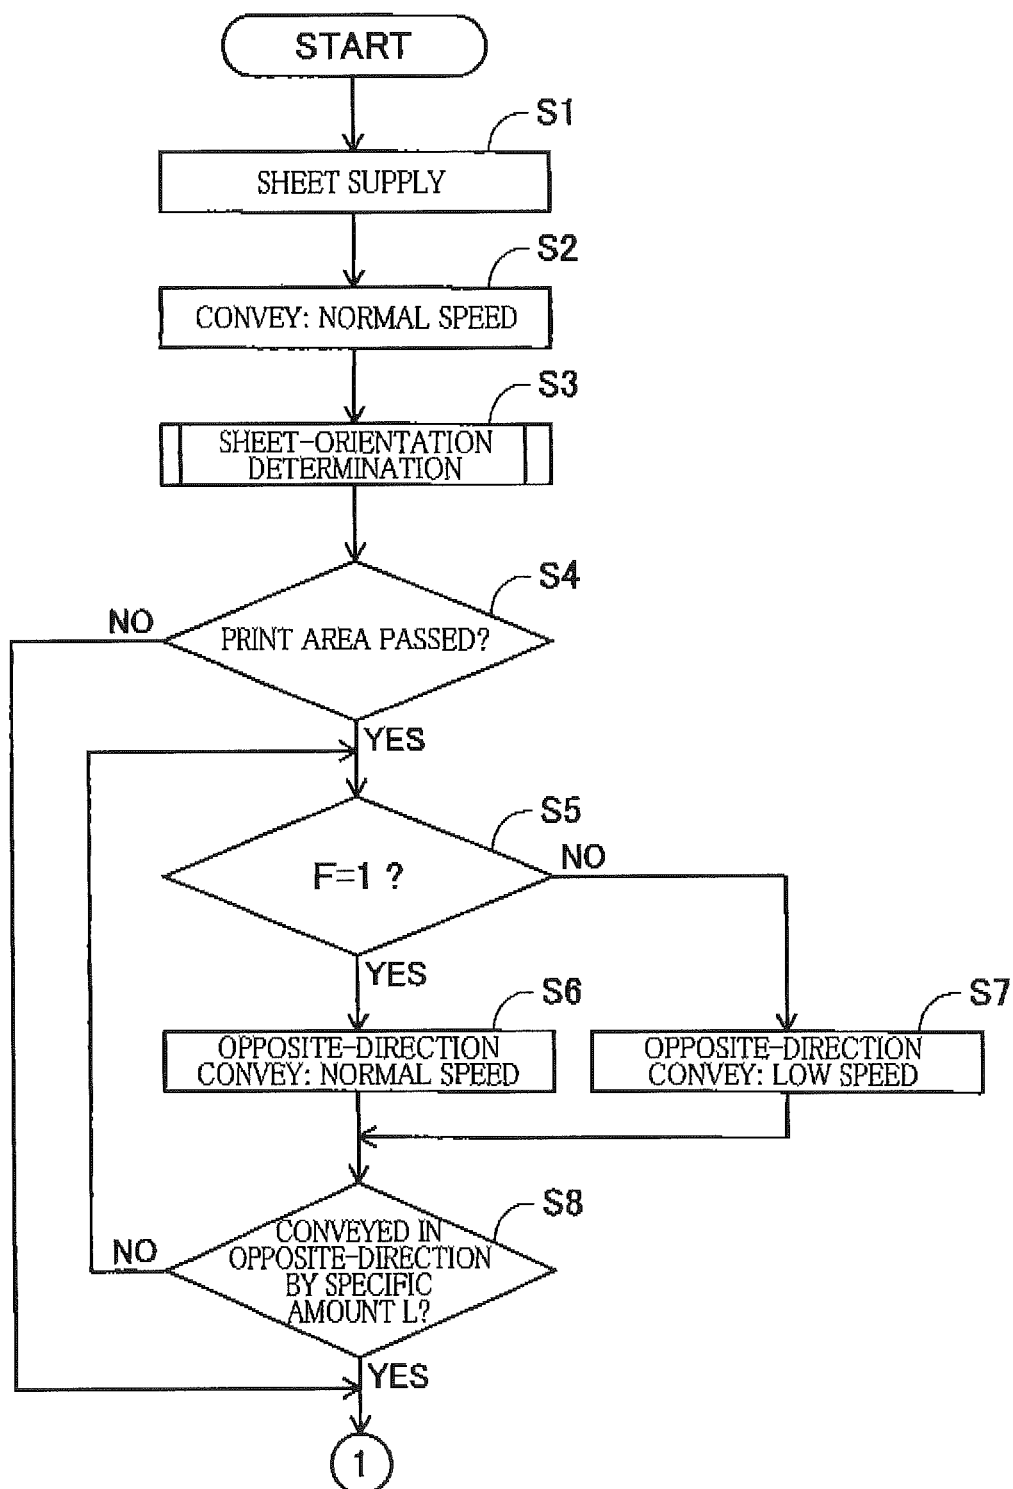 START
S1
SHEET SUPPLY
S2
CONVEY: NORMAL SPEED
S3
SHEET-ORIENTATION
DETERMINATION
S4
NO
PRINT AREA PASSED?
YES
S5
F=1 ?
NO
YES
S6
OPPOSITE-DIRECTION
CONVEY: NORMAL SPEED
S7
OPPOSITE-DIRECTION
CONVEY: LOW SPEED
S8
NO
CONVEYED IN
OPPOSITE-DIRECTION
BY SPECIFIC
AMOUNT L?
YES
1